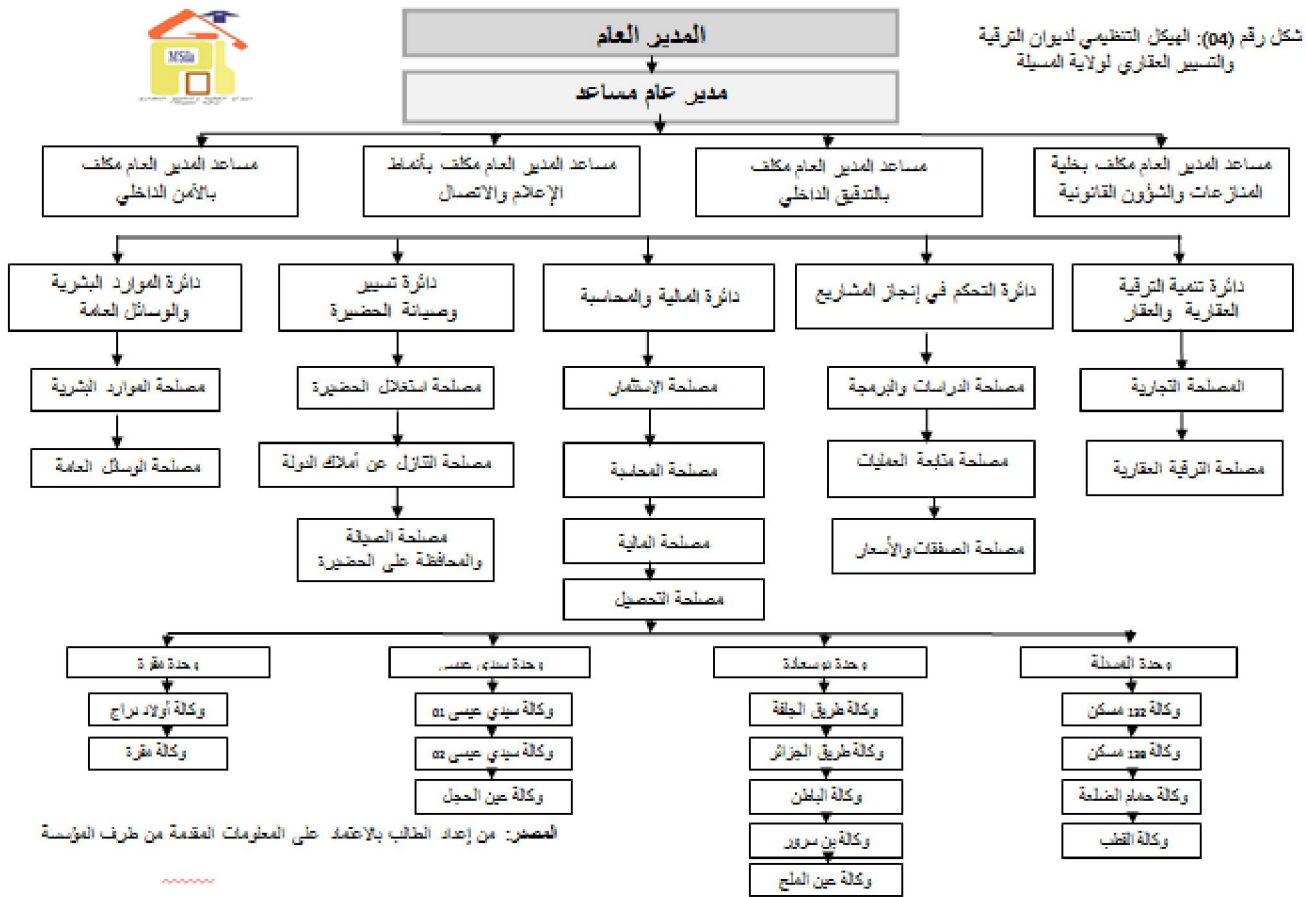 شكل رقم (04): الهيكل التنظيمي لديوان الترقية
والتسيير العقاري لولاية المسيلة
MSila
المدير العام
مدير عام مساعد
مساعد المدير العام مكلف بخلية
المنازعات والشؤون القانونية
مساعد المدير العام مكلف
بالتدقيق الداخلي
مساعد المدير العام مكلف بأنماط
الإعلام والاتصال
مساعد المدير العام مكلف
بالأمن الداخلي
دائرة تنمية الترقية
العقارية والعقار
دائرة التحكم في إنجاز المشاريع
دائرة المالية والمحاسبة
دائرة تسيير
وصيانة الحضيرة
دائرة الموارد البشرية
والوسائل العامة
المصلحة التجارية
مصلحة الدراسات والبرمجة
مصلحة الاستثمار
مصلحة استغلال الحضيرة
مصلحة الموارد البشرية
مصلحة الترقية العقارية
مصلحة متابعة العمليات
مصلحة المحاسبة
مصلحة التنازل عن أملاك الدولة
مصلحة الوسائل العامة
مصلحة الصفقات والأسعار
مصلحة المالية
مصلحة الصيانة
والمحافظة على الحضيرة
مصلحة التحصيل
وحدة المسيلة
وحدة بوسعادة
وحدة سيدي عيسى
وحدة مقرة
وكالة 132 مسكن
وكالة طريق الجلفة
وكالة سيدي عيسى 01
وكالة أولاد دراج
وكالة مسكن
وكالة طريق الجزائر
وكالة سيدي عيسى 02
وكالة مقرة
وكالة حمام الضلعة
وكالة الباطن
وكالة عين الحجل
وكالة القطب
وكالة بن سرور
وكالة عين الملح
المصدر: من إعداد الطالب بالاعتماد على المعلومات المقدمة من طرف المؤسسة